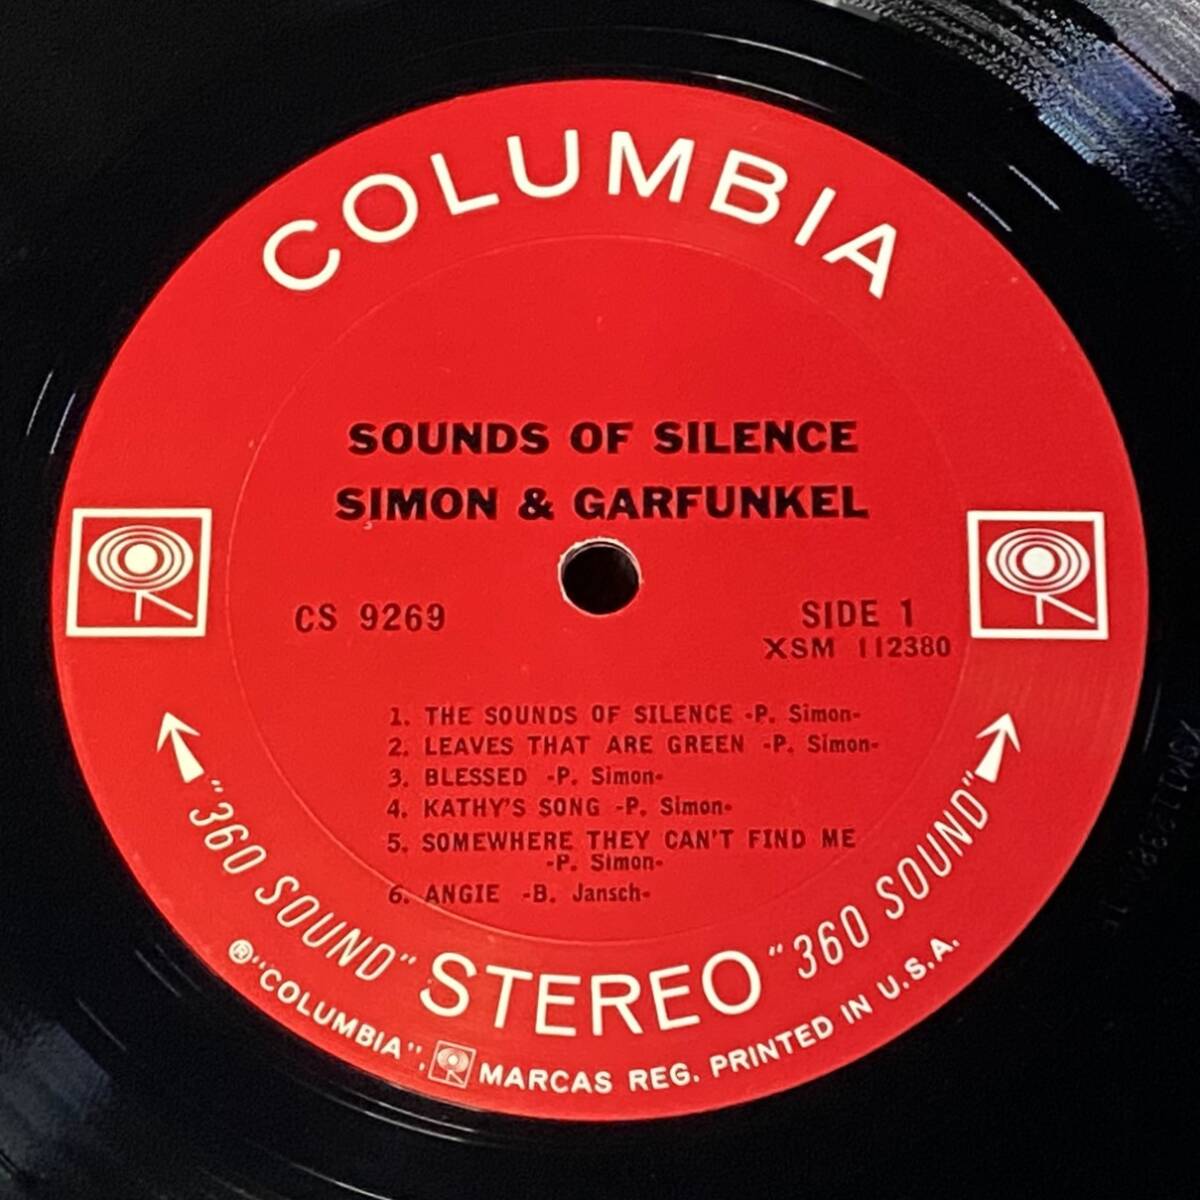 COLUMBIA
SOUNDS OF SILENCE
SIMON & GARFUNKEL
CS 9269
SIDE 1
XSM 112380
1. THE SOUNDS OF SILENCE -P. Simon-
2. LEAVES THAT ARE GREEN -P. Simon-
3. BLESSED -P. Simon-
4. KATHY'S SONG -P. Simon-
5. SOMEWHERE THEY CAN'T FIND ME
-P. Simon-
6. ANGIE -B. Jansch-
"360 SOUND" STEREO "360 SOUND"
® "COLUMBIA", MARCAS REG. PRINTED IN U.S.A.